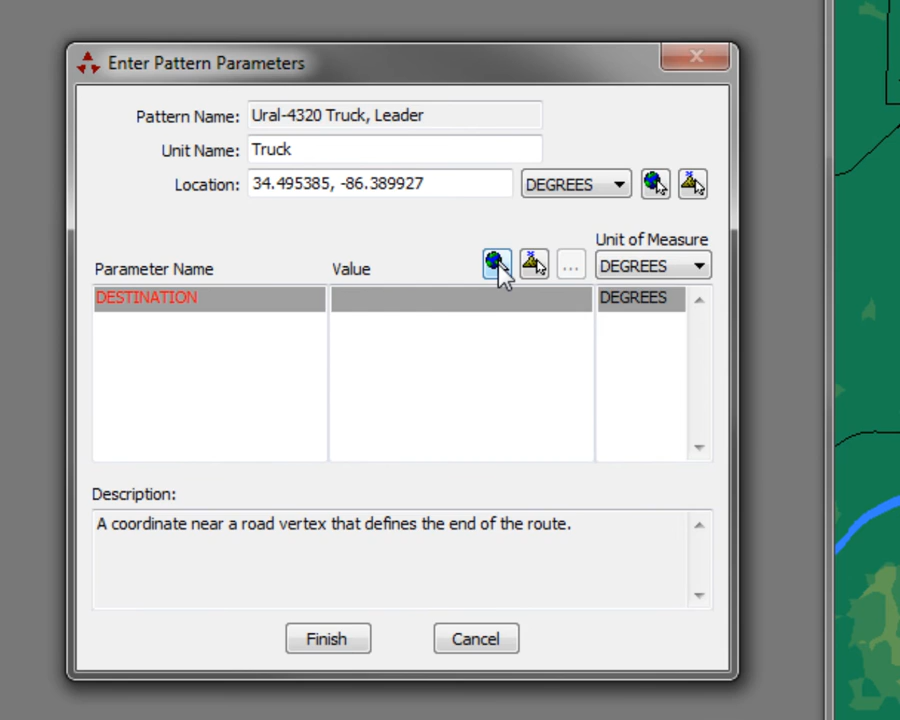 Enter Pattern Parameters
Pattern Name: Ural-4320 Truck, Leader
Unit Name: Truck
Location: 34.495385, -86.389927 DEGREES
Unit of Measure
Parameter Name Value ... DEGREES
DESTINATION DEGREES
Description:
A coordinate near a road vertex that defines the end of the route.
Finish Cancel